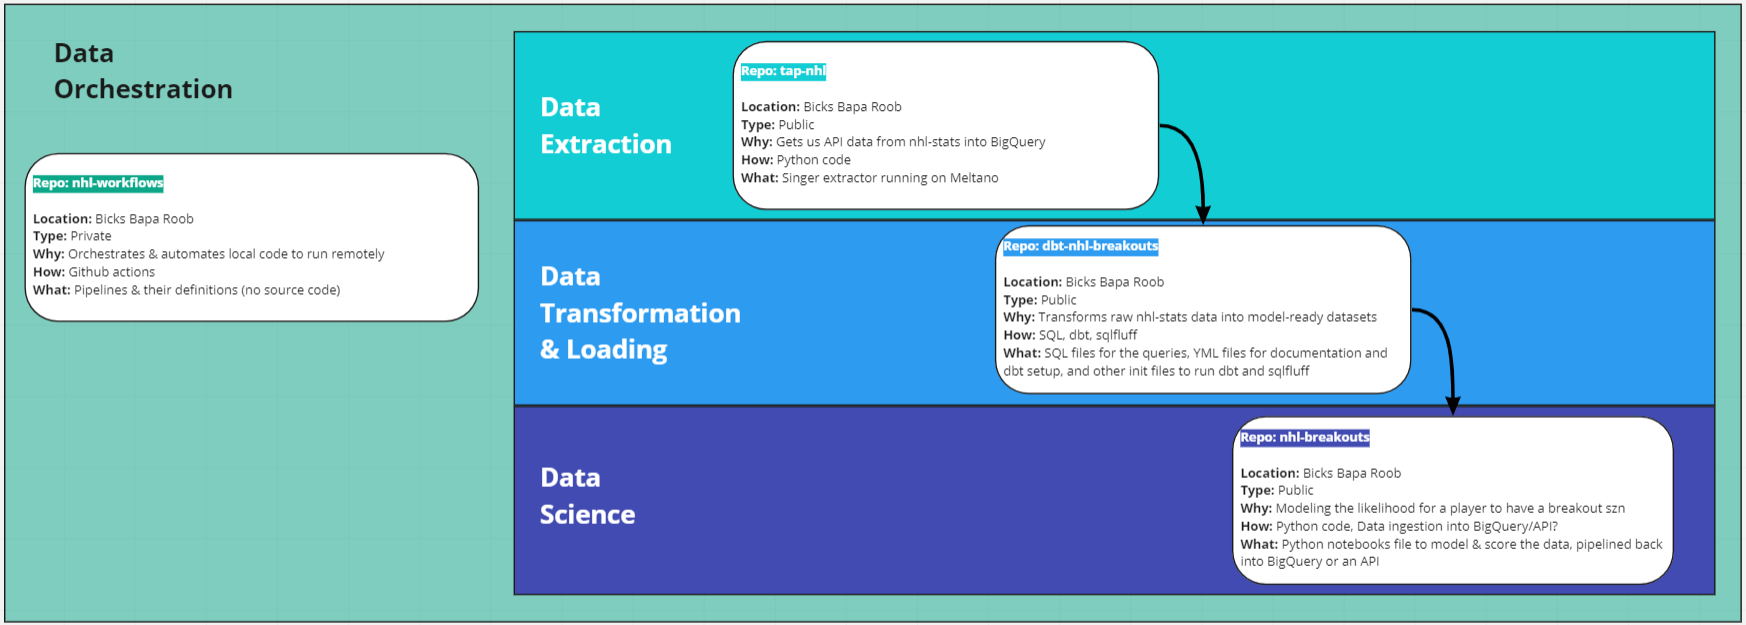 Data
Orchestration
Repo: nhl-workflows
Location: Bicks Bapa Roob
Type: Private
Why: Orchestrates & automates local code to run remotely
How: Github actions
What: Pipelines & their definitions (no source code)
Data
Extraction
Repo: tap-nhl
Location: Bicks Bapa Roob
Type: Public
Why: Gets us API data from nhl-stats into BigQuery
How: Python code
What: Singer extractor running on Meltano
Data
Transformation
& Loading
Repo: dbt-nhl-breakouts
Location: Bicks Bapa Roob
Type: Public
Why: Transforms raw nhl-stats data into model-ready datasets
How: SQL, dbt, sqlfluff
What: SQL files for the queries, YML files for documentation and
dbt setup, and other init files to run dbt and sqlfluff
Data
Science
Repo: nhl-breakouts
Location: Bicks Bapa Roob
Type: Public
Why: Modeling the likelihood for a player to have a breakout szn
How: Python code, Data ingestion into BigQuery/API?
What: Python notebooks file to model & score the data, pipelined back
into BigQuery or an API